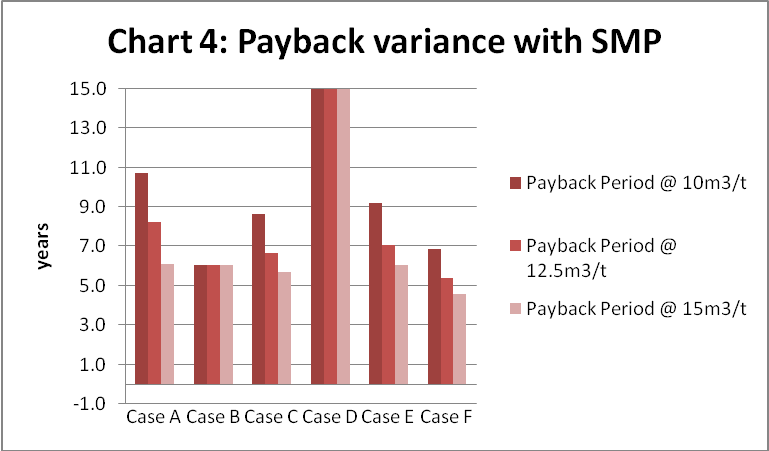 Chart 4: Payback variance with SMP
years
15.0
13.0
11.0
9.0
7.0
5.0
3.0
1.0
-1.0
Case A Case B Case C Case D Case E Case F
Payback Period @ 10m3/t
Payback Period @
12.5m3/t
Payback Period @ 15m3/t